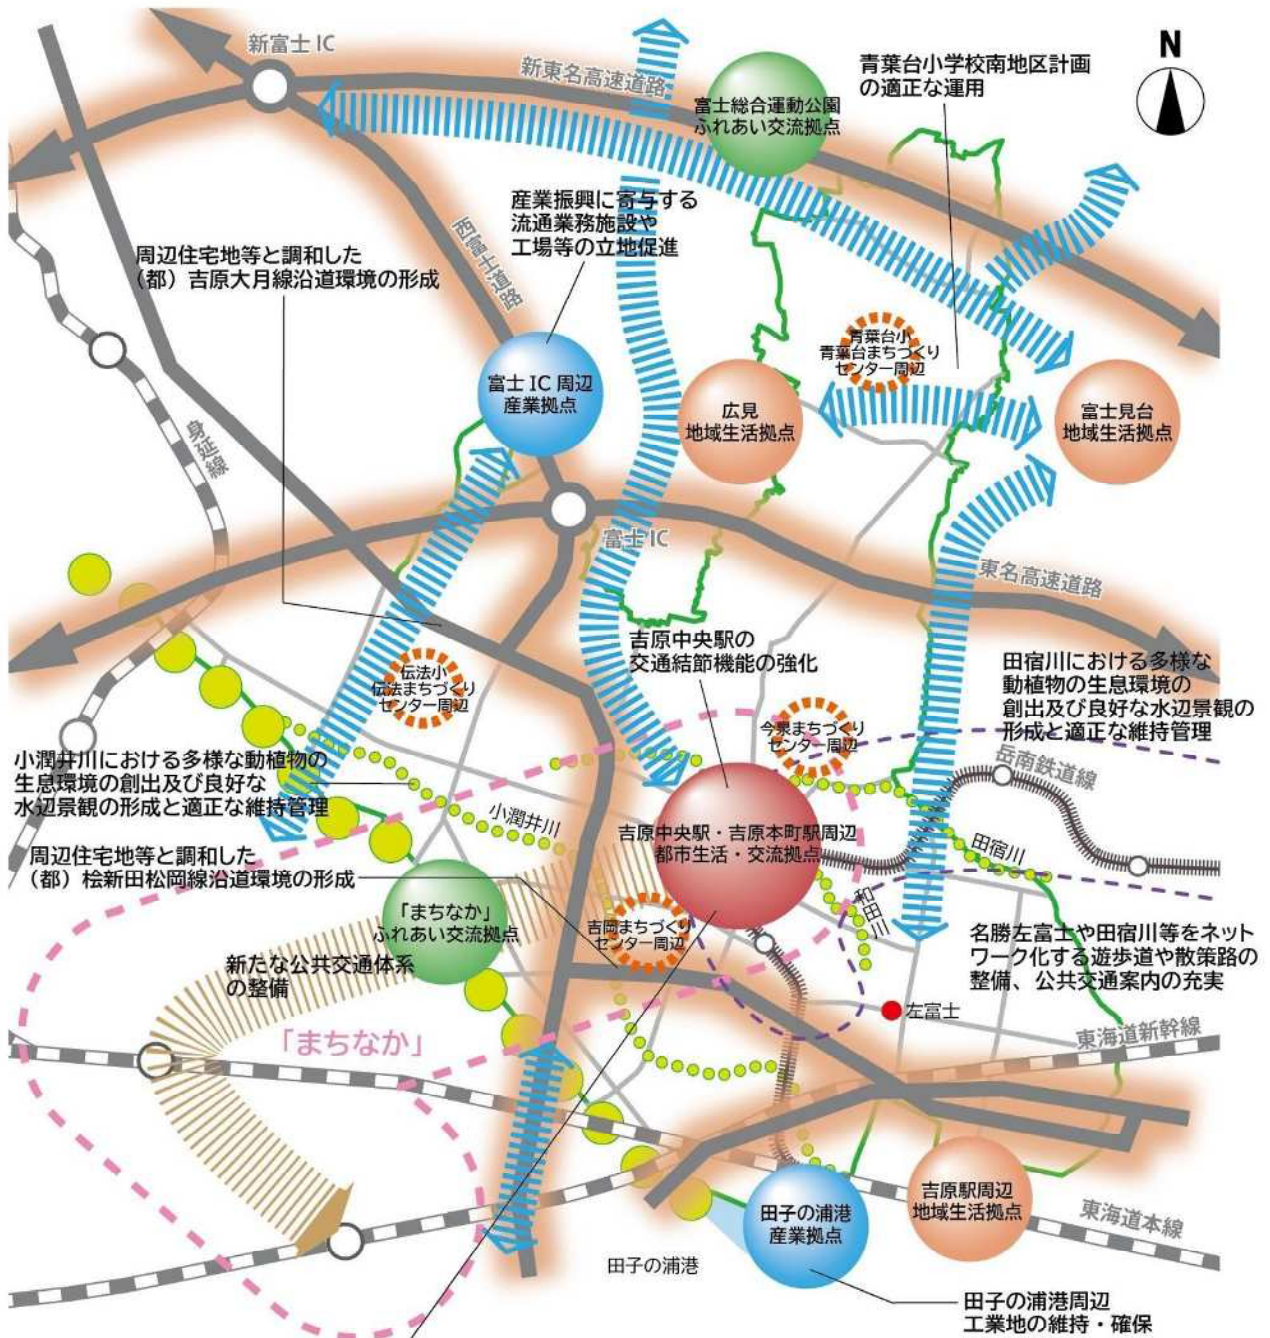 新富士 IC
新東名高速道路
富士総合運動公園
ふれあい交流拠点
青葉台小学校南地区計画
の適正な運用
N
産業振興に寄与する
流通業務施設や
工場等の立地促進
西富士道路
周辺住宅地等と調和した
（都）吉原大月線沿道環境の形成
青葉台小
青葉台まちづくり
センター周辺
富士 IC 周辺
産業拠点
広見
地域生活拠点
富士見台
地域生活拠点
身延線
富士 IC
東名高速道路
吉原中央駅の
交通結節機能の強化
伝法小
伝法まちづくり
センター周辺
今泉まちづくり
センター周辺
田宿川における多様な
動植物の生息環境の
創出及び良好な水辺景観の
形成と適正な維持管理
岳南鉄道線
小潤井川における多様な動植物の
生息環境の創出及び良好な
水辺景観の形成と適正な維持管理
小潤井川
吉原中央駅・吉原本町駅周辺
都市生活・交流拠点
田宿川
周辺住宅地等と調和した
（都）桧新田松岡線沿道環境の形成
和田川
「まちなか」
ふれあい交流拠点
吉岡まちづくり
センター周辺
名勝左富士や田宿川等をネット
ワーク化する遊歩道や散策路の
整備、公共交通案内の充実
新たな公共交通体系
の整備
左富士
「まちなか」
東海道新幹線
吉原駅周辺
地域生活拠点
田子の浦港
産業拠点
東海道本線
田子の浦港
田子の浦港周辺
工業地の維持・確保